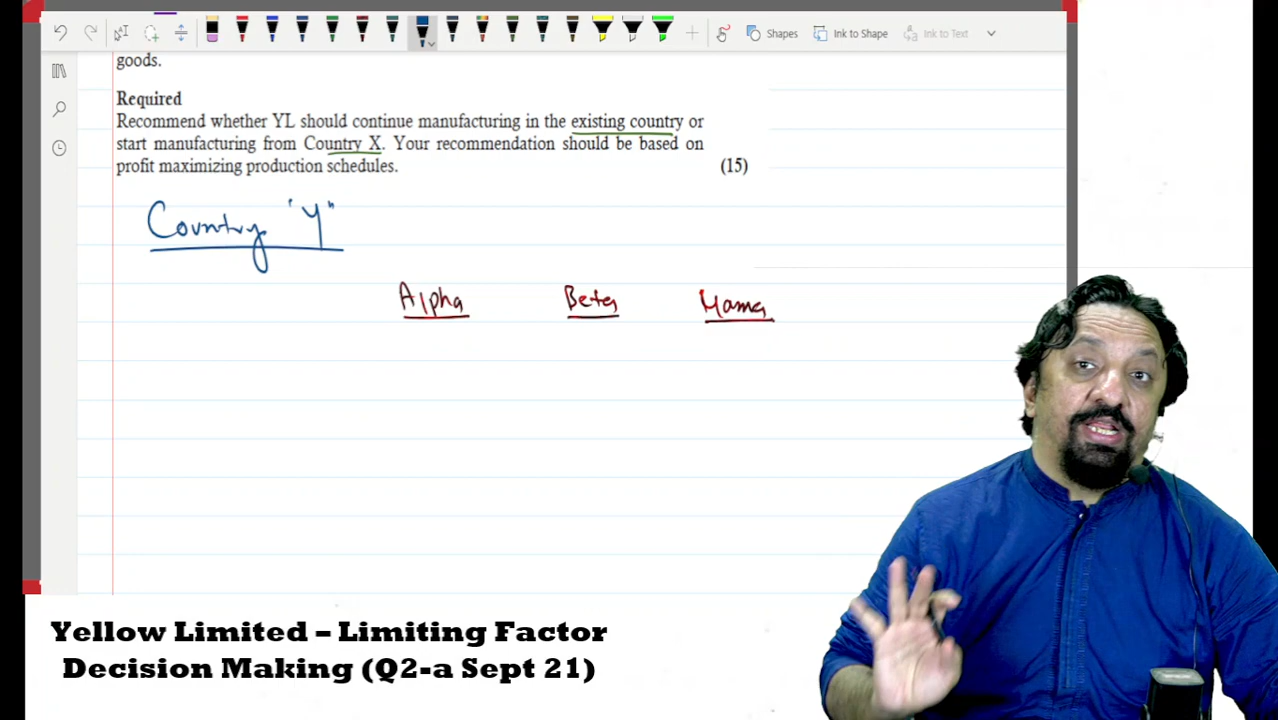 Shapes
Ink to Shape
Ink to Text
goods.
Required
Recommend whether YL should continue manufacturing in the existing country or
start manufacturing from Country X. Your recommendation should be based on
profit maximizing production schedules. (15)
Country "Y"
Alpha Beta
Yellow Limited – Limiting Factor
Decision Making (Q2-a Sept 21)